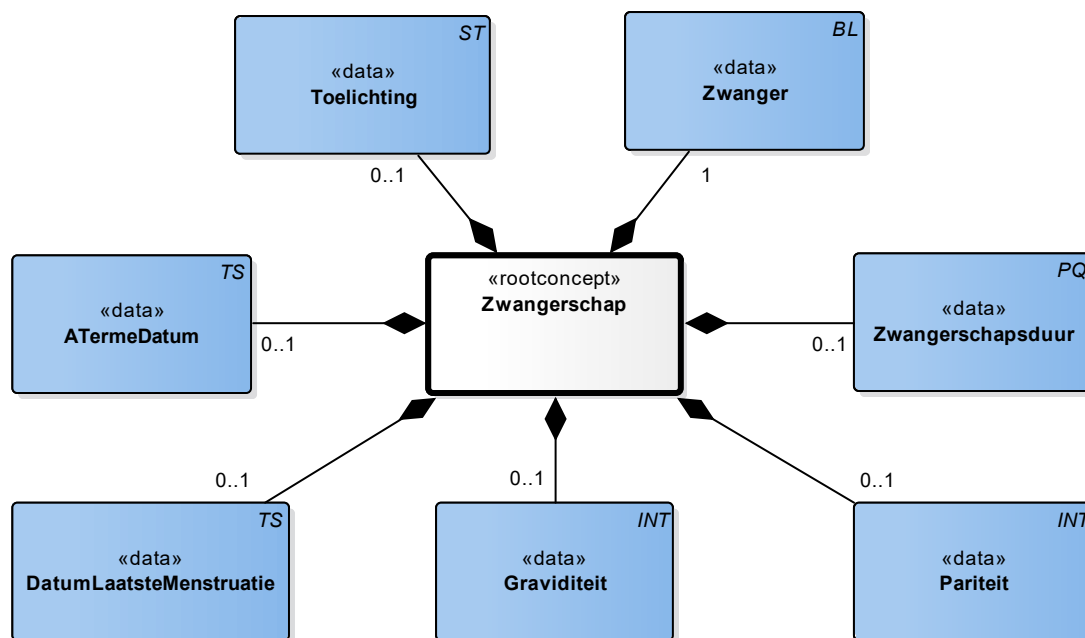 ST
«data»
Toelichting
0..1
BL
«data»
Zwanger
1
TS
«data»
ATermeDatum
0..1
«rootconcept»
Zwangerschap
PQ
«data»
Zwangerschapsduur
0..1
0..1
TS
«data»
DatumLaatsteMenstruatie
0..1
INT
«data»
Graviditeit
0..1
INT
«data»
Pariteit